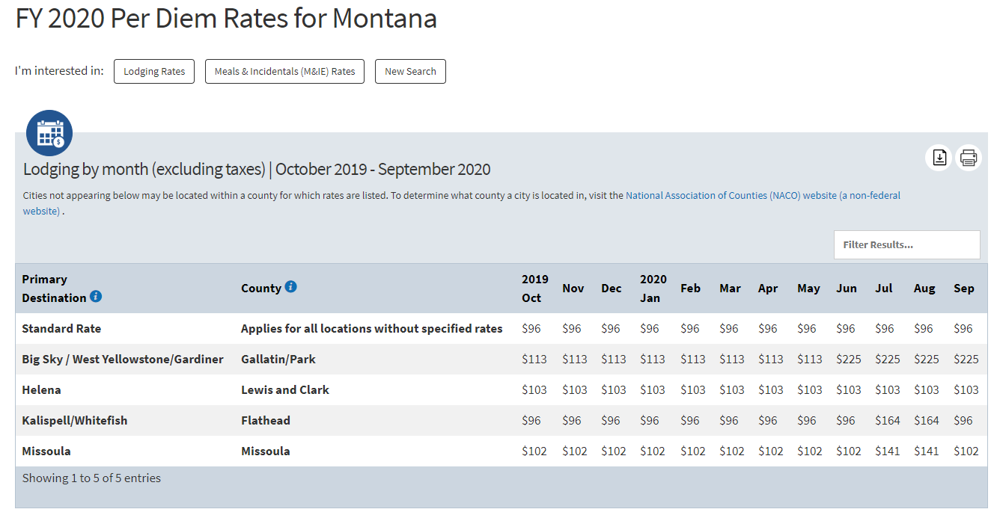 FY 2020 Per Diem Rates for Montana
I'm interested in: Lodging Rates Meals & Incidentals (M&IE) Rates New Search
$
Lodging by month (excluding taxes) | October 2019 - September 2020
Cities not appearing below may be located within a county for which rates are listed. To determine what county a city is located in, visit the National Association of Counties (NACO) website (a non-federal
website) .
Filter Results...
Primary Destination i County i 2019 Oct Nov Dec 2020 Jan Feb Mar Apr May Jun Jul Aug Sep
Standard Rate Applies for all locations without specified rates $96 $96 $96 $96 $96 $96 $96 $96 $96 $96 $96 $96
Big Sky / West Yellowstone/Gardiner Gallatin/Park $113 $113 $113 $113 $113 $113 $113 $113 $225 $225 $225 $225
Helena Lewis and Clark $103 $103 $103 $103 $103 $103 $103 $103 $103 $103 $103 $103
Kalispell/Whitefish Flathead $96 $96 $96 $96 $96 $96 $96 $96 $96 $164 $164 $96
Missoula Missoula $102 $102 $102 $102 $102 $102 $102 $102 $102 $141 $141 $102
Showing 1 to 5 of 5 entries